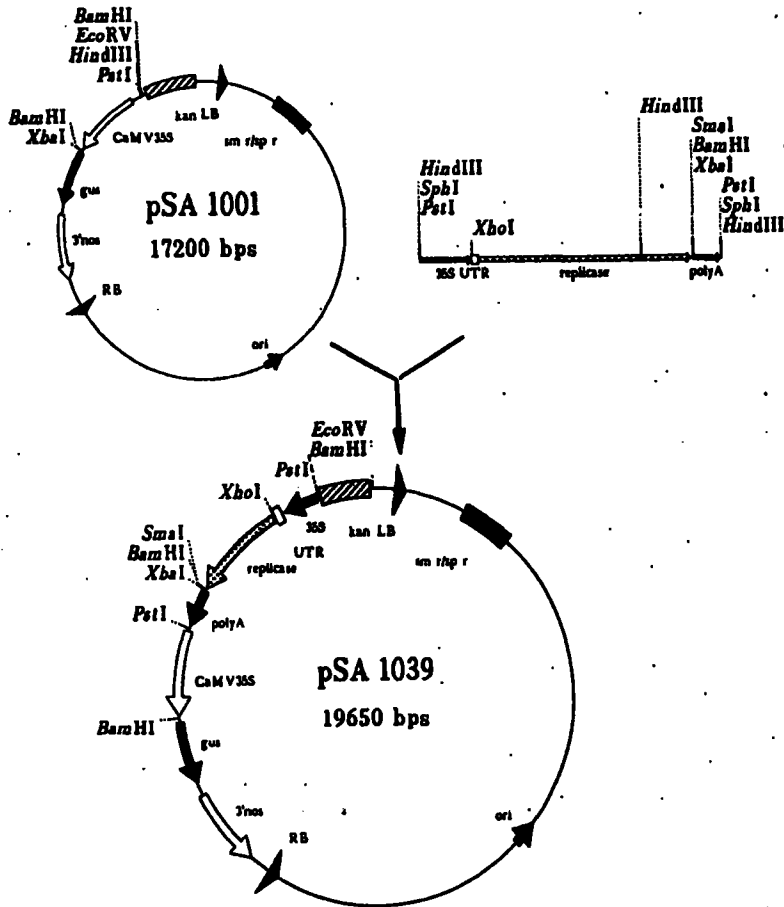 BamHI
EcoRV
HindIII
PstI
BamHI
XbaI
CaMV35S
kan LB
sm r/sp r
gus
3'nos
RB
ori
pSA 1001
17200 bps
HindIII
SphI
PstI
XhoI
HindIII
SmaI
BamHI
XbaI
PstI
SphI
HindIII
35S UTR
replicase
polyA
EcoRV
BamHI
PstI
XhoI
35S
UTR
kan LB
sm r/sp r
SmaI
BamHI
XbaI
replicase
PstI
polyA
CaMV35S
BamHI
gus
3'nos
RB
ori
pSA 1039
19650 bps